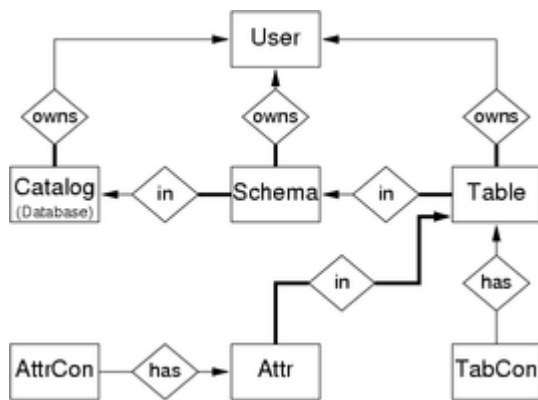 User
owns
owns
owns
Catalog
(Database)
in
Schema
in
Table
in
has
AttrCon
has
Attr
TabCon